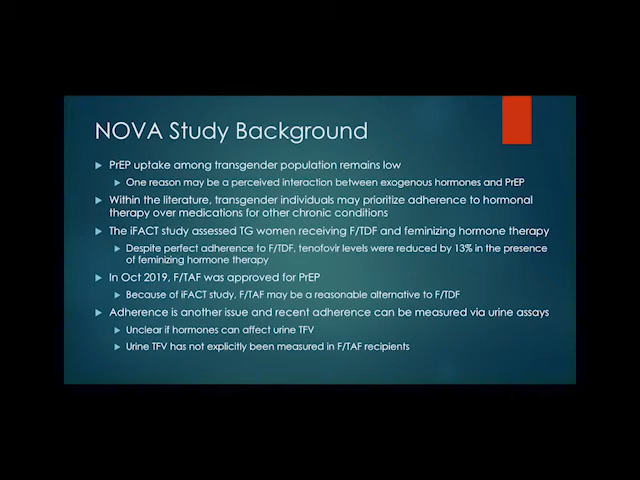 NOVA Study Background
PrEP uptake among transgender population remains low
One reason may be a perceived interaction between exogenous hormones and PrEP
Within the literature, transgender individuals may prioritize adherence to hormonal
therapy over medications for other chronic conditions
The iFACT study assessed TG women receiving F/TDF and feminizing hormone therapy
Despite perfect adherence to F/TDF, tenofovir levels were reduced by 13% in the presence
of feminizing hormone therapy
In Oct 2019, F/TAF was approved for PrEP
Because of iFACT study, F/TAF may be a reasonable alternative to F/TDF
Adherence is another issue and recent adherence can be measured via urine assays
Unclear if hormones can affect urine TFV
Urine TFV has not explicitly been measured in F/TAF recipients